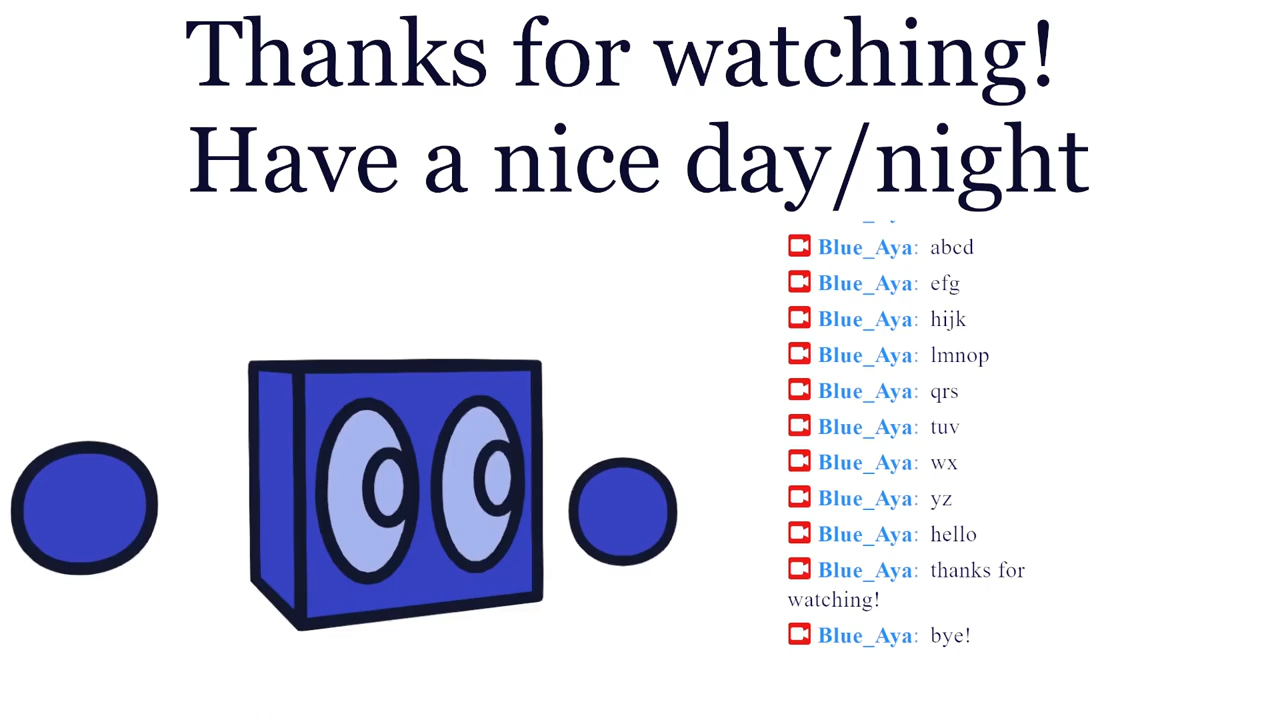 Thanks for watching!
Have a nice day/night
Blue_Aya: abcd
Blue_Aya: efg
Blue_Aya: hijk
Blue_Aya: lmnop
Blue_Aya: qrs
Blue_Aya: tuv
Blue_Aya: wx
Blue_Aya: yz
Blue_Aya: hello
Blue_Aya: thanks for
watching!
Blue_Aya: bye!